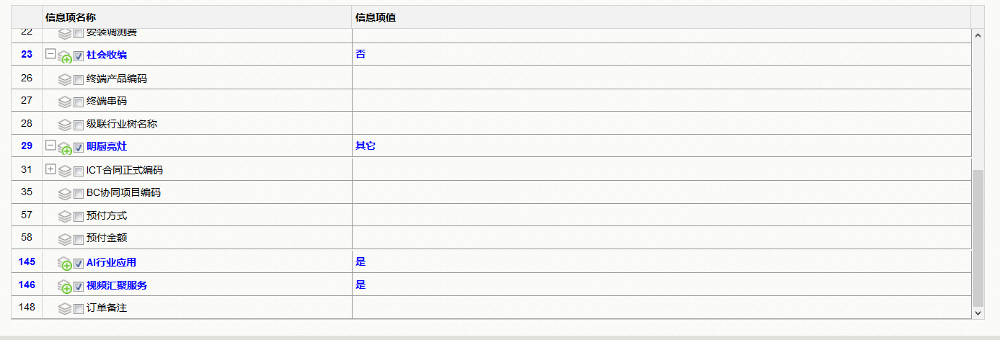 信息项名称 信息项值
22 安装调测费
23 社会收编 否
26 终端产品编码
27 终端串码
28 级联行业树名称
29 明厨亮灶 其它
31 ICT合同正式编码
35 BC协同项目编码
57 预付方式
58 预付金额
145 AI行业应用 是
146 视频汇聚服务 是
148 订单备注